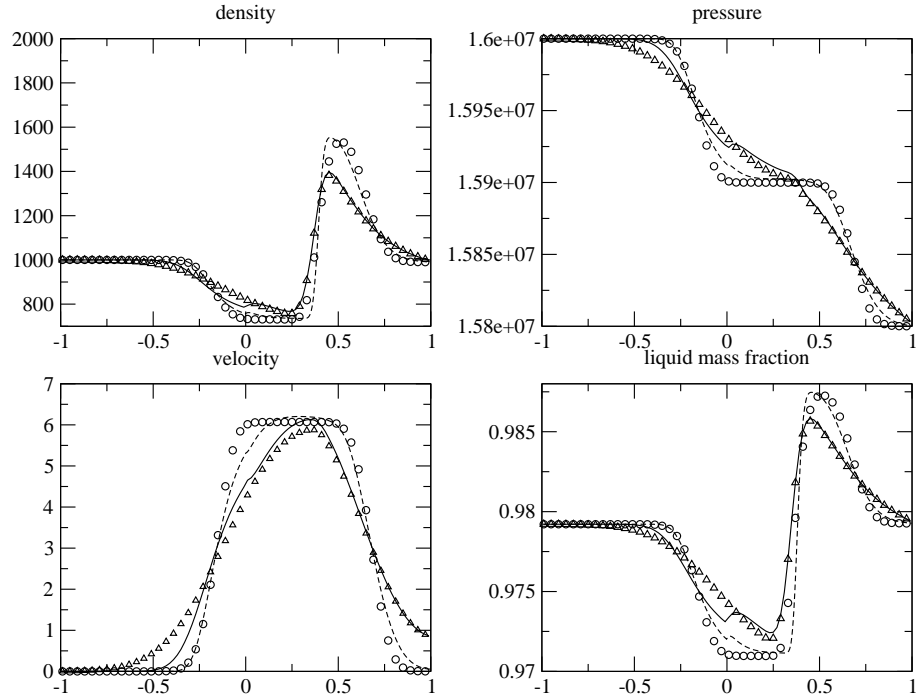 density
2000
1800
1600
1400
1200
1000
800
-1 -0.5 0 0.5 1
pressure
1.6e+07
1.595e+07
1.59e+07
1.585e+07
1.58e+07
-1 -0.5 0 0.5 1
velocity
7
6
5
4
3
2
1
0
-1 -0.5 0 0.5 1
liquid mass fraction
0.985
0.98
0.975
0.97
-1 -0.5 0 0.5 1